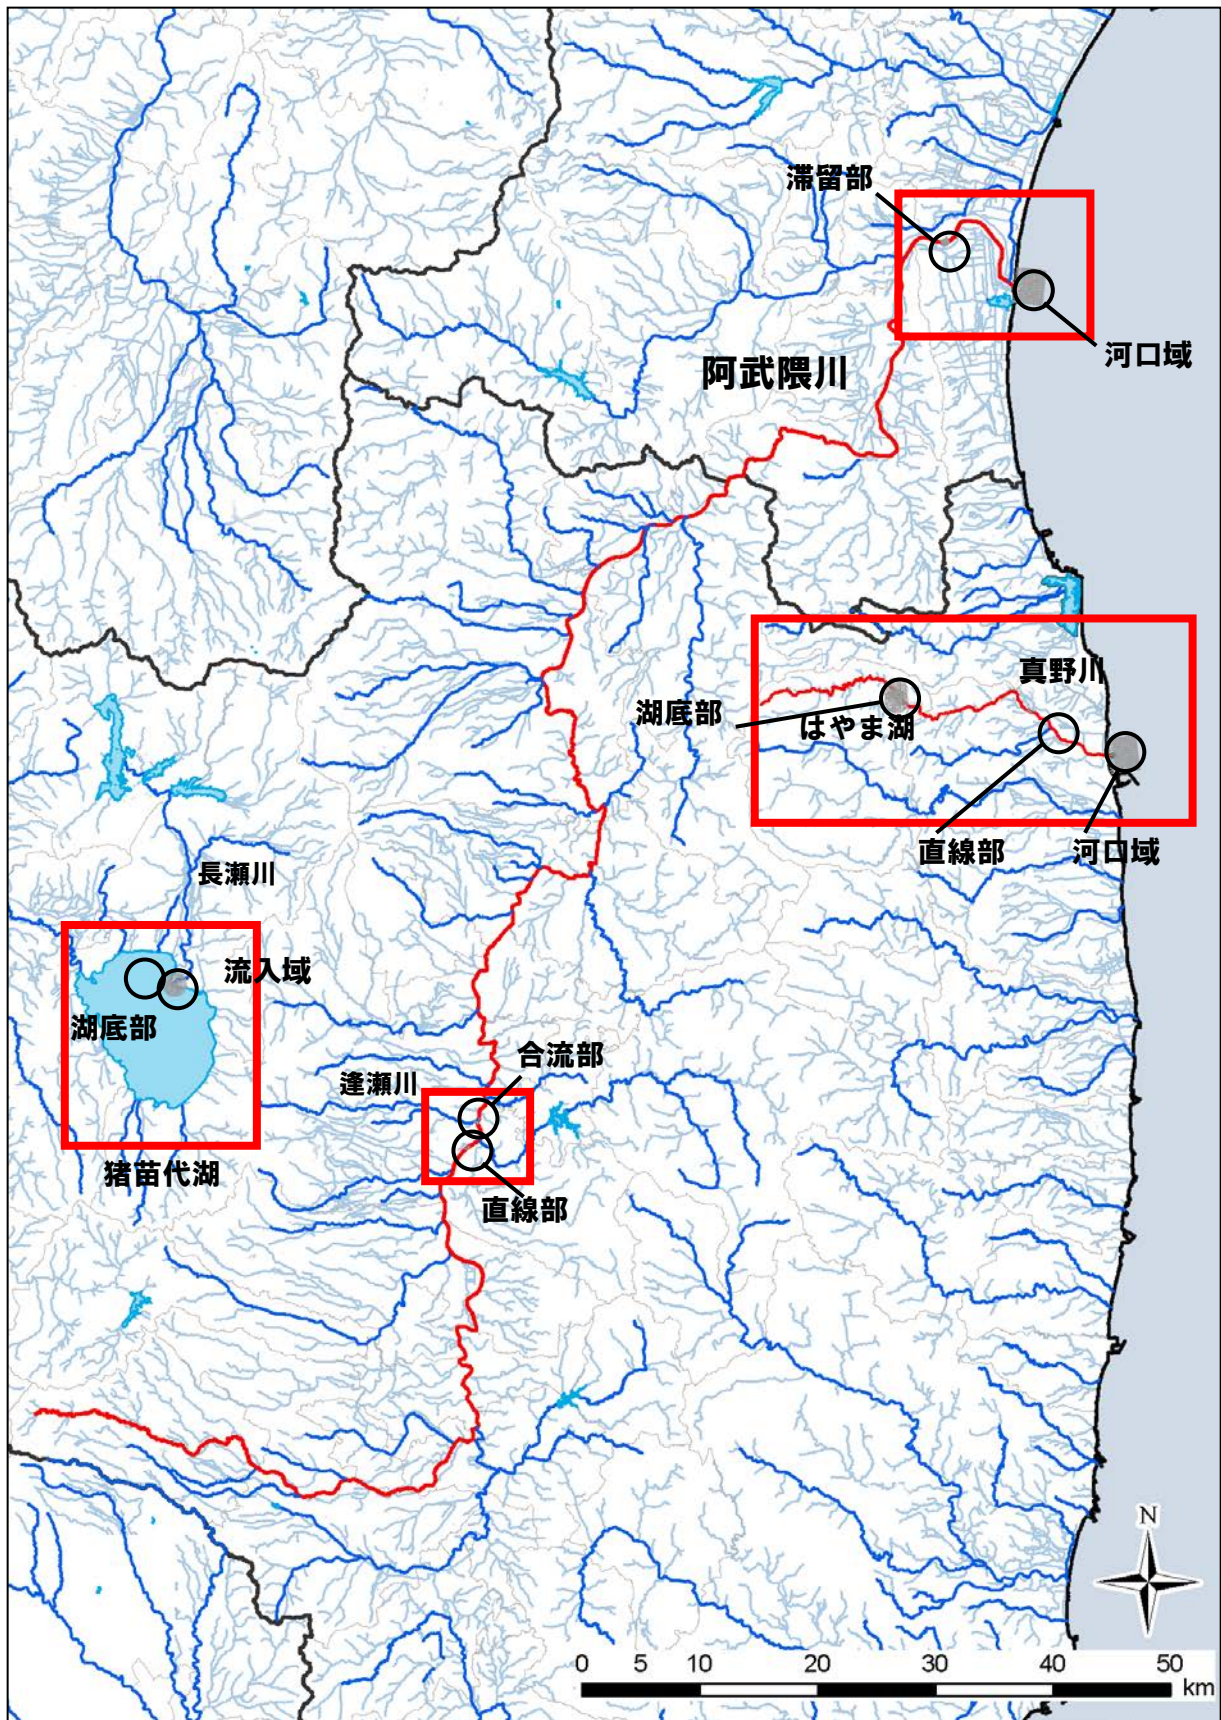 滞留部
河口域
阿武隈川
真野川
湖底部
はやま湖
直線部
河口域
長瀬川
流入域
湖底部
合流部
逢瀬川
猪苗代湖
直線部
N
0 5 10 20 30 40 50
km